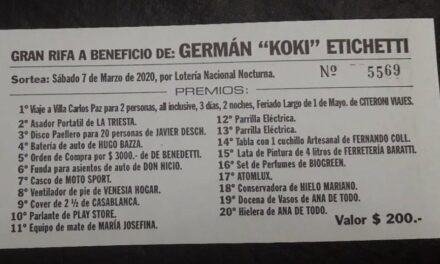 GRAN RIFA A BENEFICIO DE: GERMÁN "KOKI" ETICHETTI
Sortea: Sábado 7 de Marzo de 2020, por Lotería Nacional Nocturna. Nº 5569
PREMIOS:
1º Viaje a Villa Carlos Paz para 2 personas, all inclusive, 3 días, 2 noches, Feriado Largo de 1 de Mayo. de CITERONI VIAJES.
2º Asador Portatil de LA TRIESTA.
3º Disco Paellero para 20 personas de JAVIER DESCH.
4º Batería de auto de HUGO BAZZA.
5º Orden de Compra por $ 3000.- de DE BENEDETTI.
6º Funda para asientos de auto de DON NICIO.
7º Casco de MOTO SPORT.
8º Ventilador de pie de VENESIA HOGAR.
9º Cover de 2 ½ de CASABLANCA.
10º Parlante de PLAY STORE.
11º Equipo de mate de MARÍA JOSEFINA.
12º Parrilla Eléctrica.
13º Parrilla Eléctrica.
14º Tabla con 1 cuchillo Artesanal de FERNANDO COLL.
15º Lata de Pintura de 4 litros de FERRETERÍA BARATTI.
16º Set de Perfumes de BIOGREEN.
17º ATOMLUX.
18º Conservadora de HIELO MARIANO.
19º Docena de Vasos de ANA DE TODO.
20º Hielera de ANA DE TODO.
Valor $ 200.-